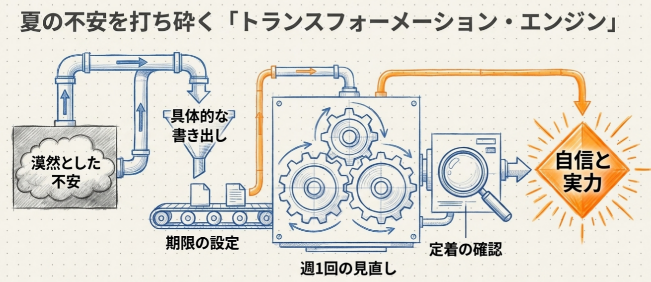 夏の不安を打ち砕く「トランスフォーメーション・エンジン」
漠然とした
不安
具体的な
書き出し
期限の設定
週1回の見直し
定着の確認
自信と
実力